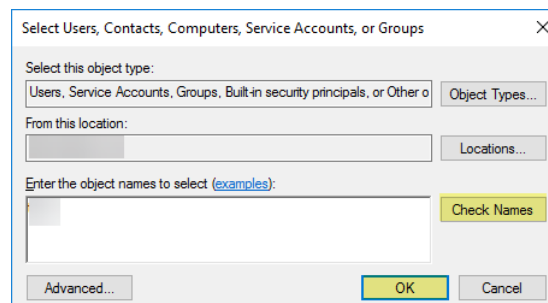 Select Users, Contacts, Computers, Service Accounts, or Groups
Select this object type:
Users, Service Accounts, Groups, Built-in security principals, or Other o
Object Types...
From this location:
Locations...
Enter the object names to select (examples):
Check Names
Advanced...
OK
Cancel